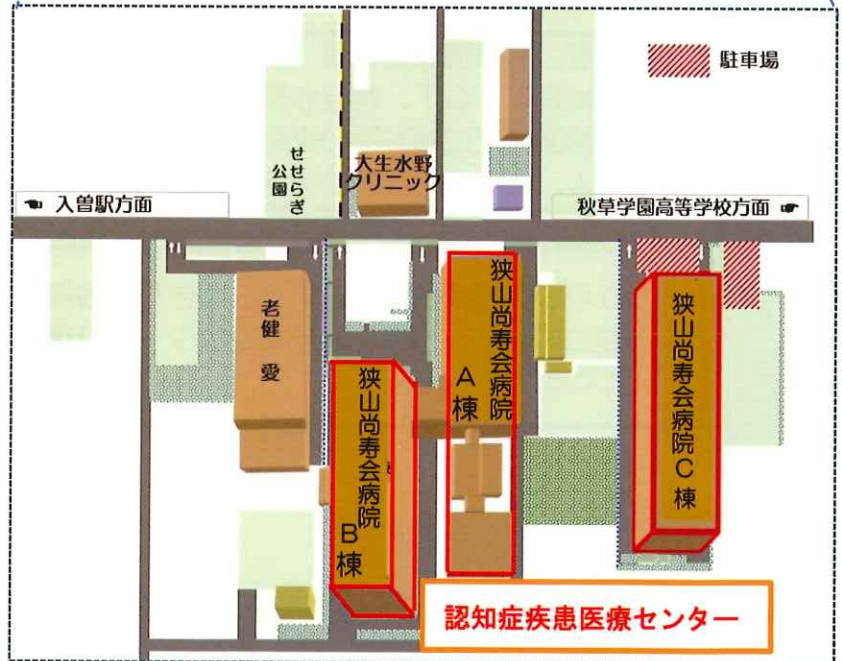 駐車場
せせらぎ
公園
大生水野
クリニック
☚ 入曽駅方面
秋草学園高等学校方面 ☛
老健 愛
狭山尚寿会病院
B棟
狭山尚寿会病院
A棟
狭山尚寿会病院C棟
認知症疾患医療センター